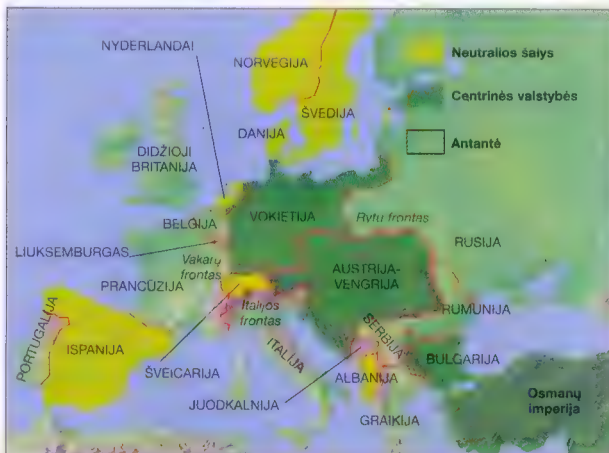 NYDERLANDAI
NORVEGIJA
ŠVEDIJA
DANIJA
DIDŽIOJI
BRITANIJA
BELGIJA
VOKIETIJA
Rytų frontas
LIUKSEMBURGAS
Vakarų
frontas
RUSIJA
PRANCŪZIJA
AUSTRIJA-
VENGRIJA
Italijos
frontas
RUMUNIJA
PORTUGALIJA
ISPANIJA
ŠVEICARIJA
ITALIJA
SERBIJA
BULGARIJA
ALBANIJA
JUODKALNIJA
GRAIKIJA
Osmanų
imperija
Neutralios šalys
Centrinės valstybės
Antantė